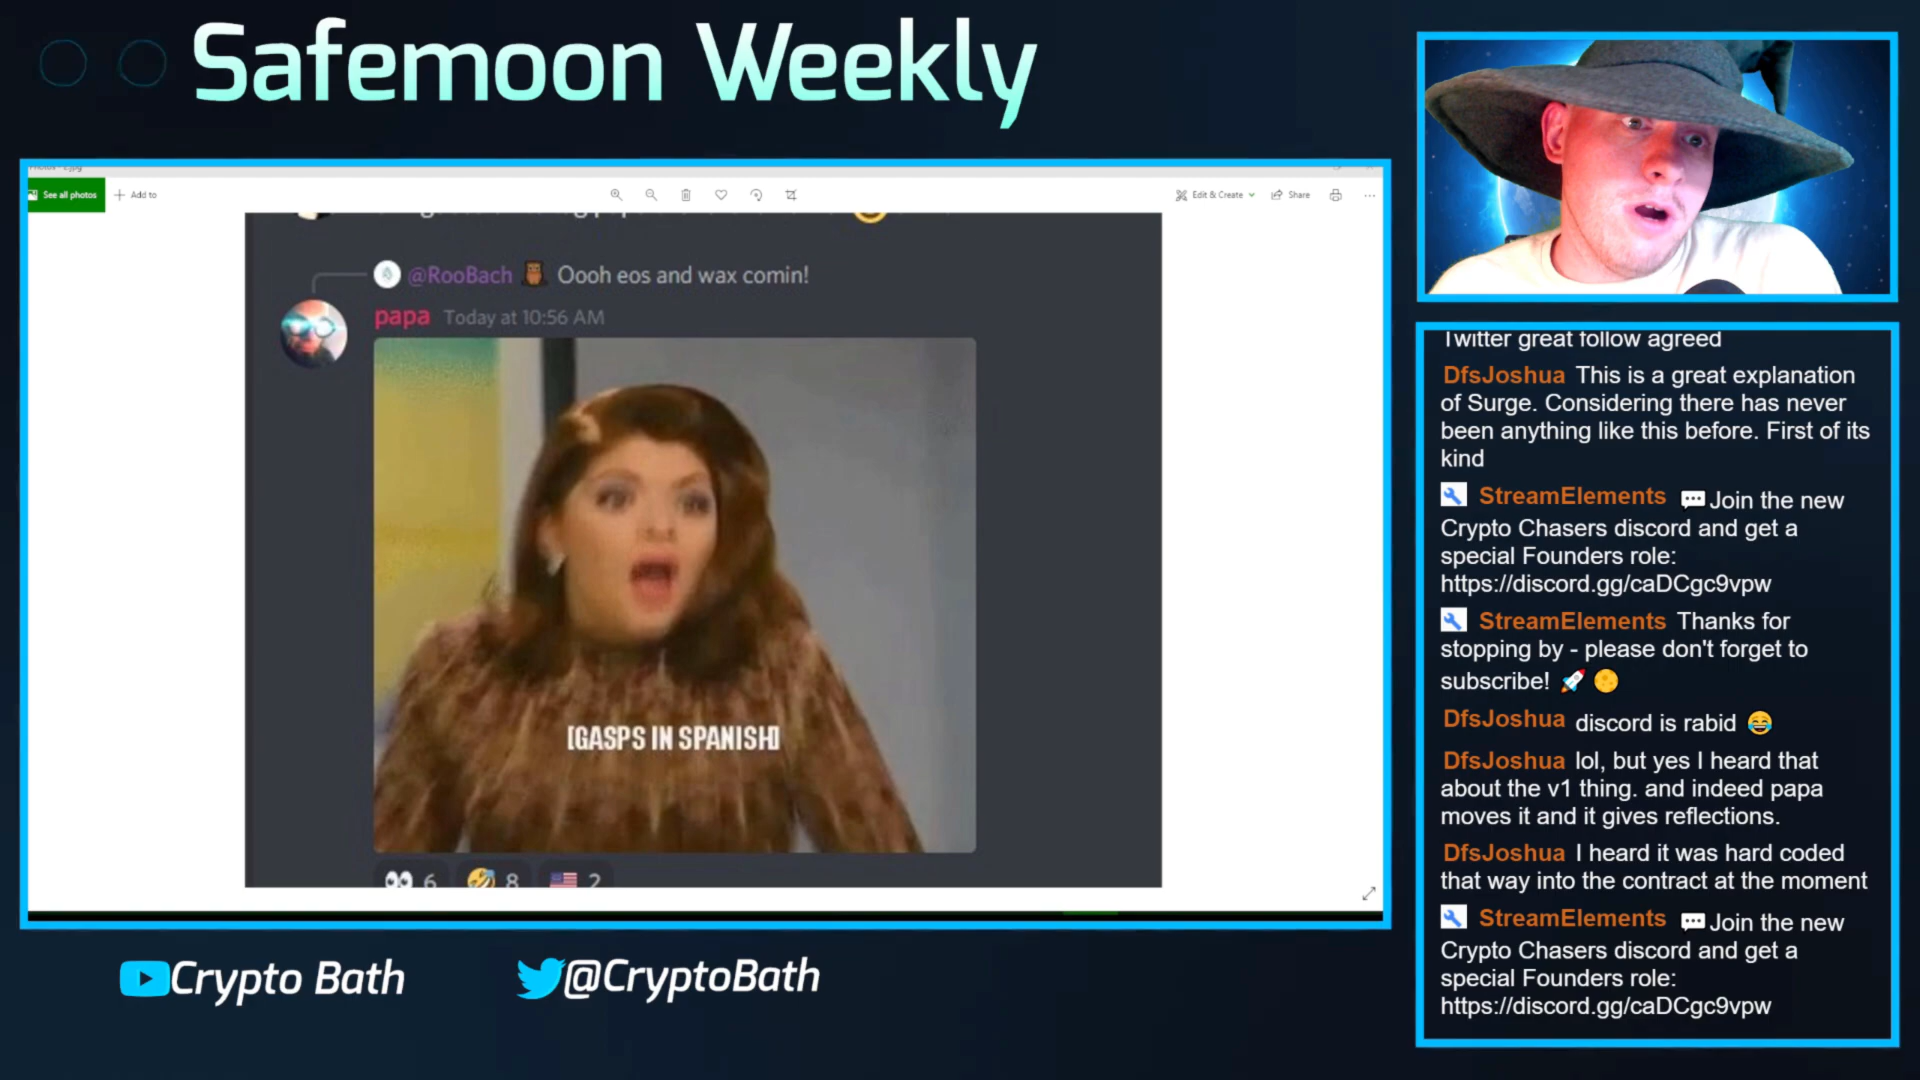 Safemoon Weekly
See all photos
Add to
Edit & Create
Share
@RooBach Oooh eos and wax comin!
papa Today at 10:56 AM
[GASPS IN SPANISH]
6 8 2
Twitter great follow agreed
DfsJoshua This is a great explanation
of Surge. Considering there has never
been anything like this before. First of its
kind
StreamElements Join the new
Crypto Chasers discord and get a
special Founders role:
https://discord.gg/caDCgc9vpw
StreamElements Thanks for
stopping by - please don't forget to
subscribe! 🚀 🌕
DfsJoshua discord is rabid 😂
DfsJoshua lol, but yes I heard that
about the v1 thing. and indeed papa
moves it and it gives reflections.
DfsJoshua I heard it was hard coded
that way into the contract at the moment
StreamElements 💬 Join the new
Crypto Chasers discord and get a
special Founders role:
https://discord.gg/caDCgc9vpw
Crypto Bath
@CryptoBath